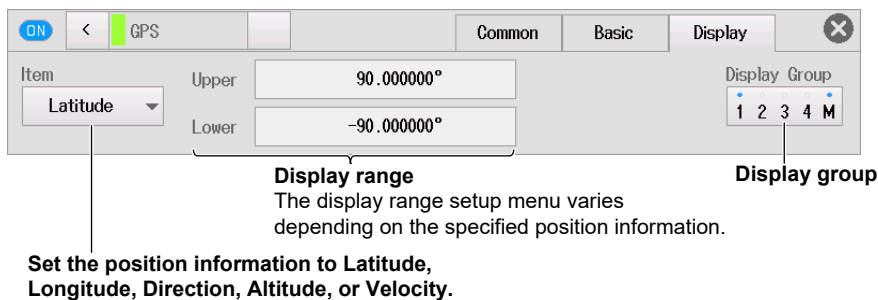 ON < GPS Common Basic Display
Item Upper 90.000000° Display Group
Latitude 1 2 3 4 M
Lower -90.000000°
Display range
The display range setup menu varies
depending on the specified position information.
Display group
Set the position information to Latitude,
Longitude, Direction, Altitude, or Velocity.